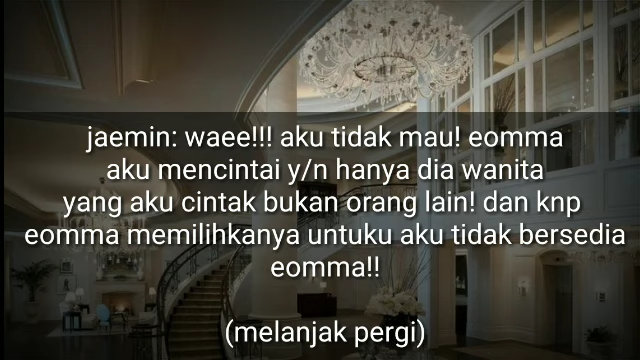 jaemin: waee!!! aku tidak mau! eomma
aku mencintai y/n hanya dia wanita
yang aku cintak bukan orang lain! dan knp
eomma memilihkanya untuku aku tidak bersedia
eomma!!
(melanjak pergi)